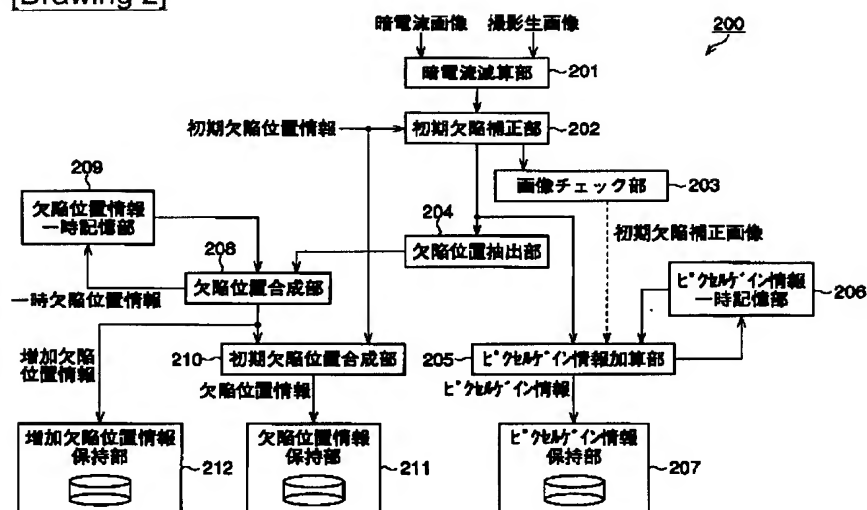 [Drawing 2]
暗電流画像 撮影生画像
200
暗電流減算部
201
初期欠陥位置情報
初期欠陥補正部
202
画像チェック部
203
209
欠陥位置情報
一時記憶部
204
欠陥位置抽出部
初期欠陥補正画像
208
欠陥位置合成部
一時欠陥位置情報
ピクセルゲイン情報
一時記憶部
206
増加欠陥
位置情報
210
初期欠陥位置合成部
205
ピクセルゲイン情報加算部
欠陥位置情報
ピクセルゲイン情報
増加欠陥位置情報
保持部
212
欠陥位置情報
保持部
211
ピクセルゲイン情報
保持部
207